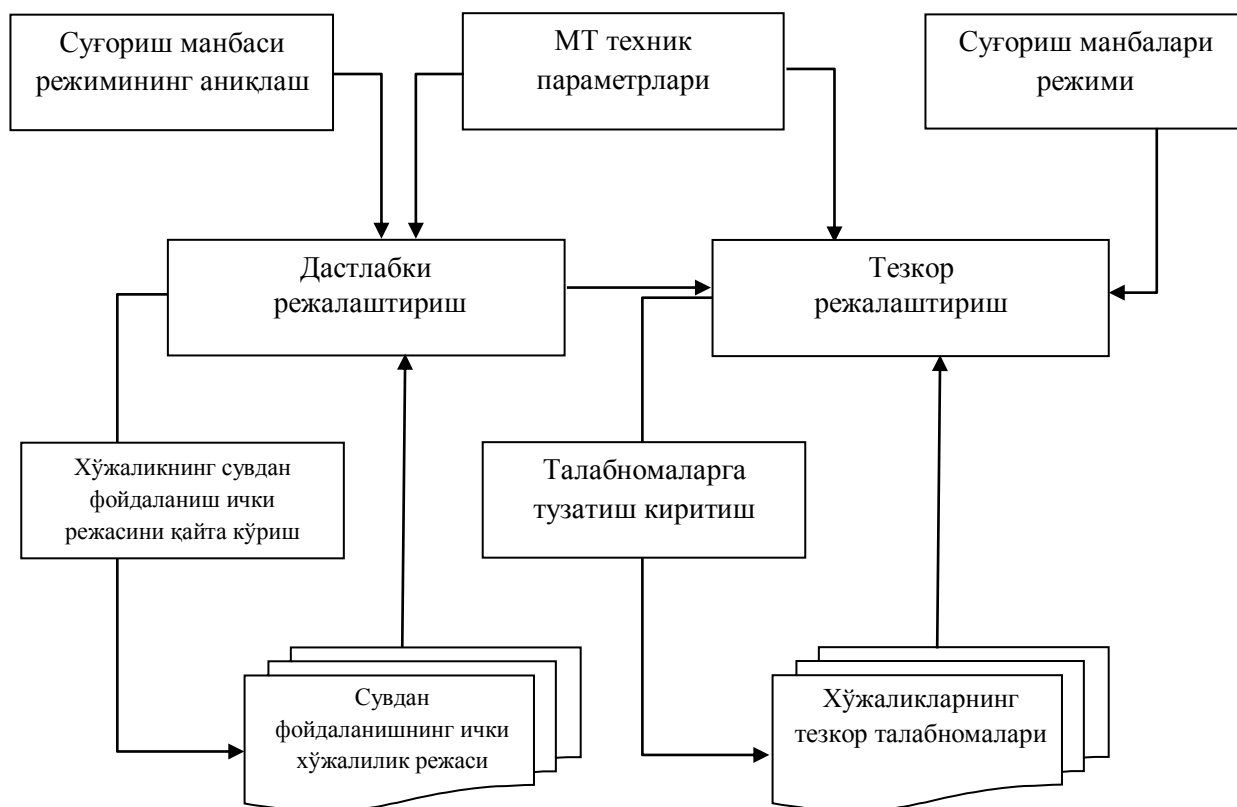 Суғориш манбаси
режимининг аниқлаш
МТ техник
параметрлари
Суғориш манбалари
режими
Дастлабки
режалаштириш
Тезкор
режалаштириш
Хўжаликнинг сувдан
фойдаланиш ички
режасини қайта кўриш
Талабномаларга
тузатиш киритиш
Сувдан
фойдаланишнинг ички
хўжалилик режаси
Хўжаликларнинг
тезкор талабномалари